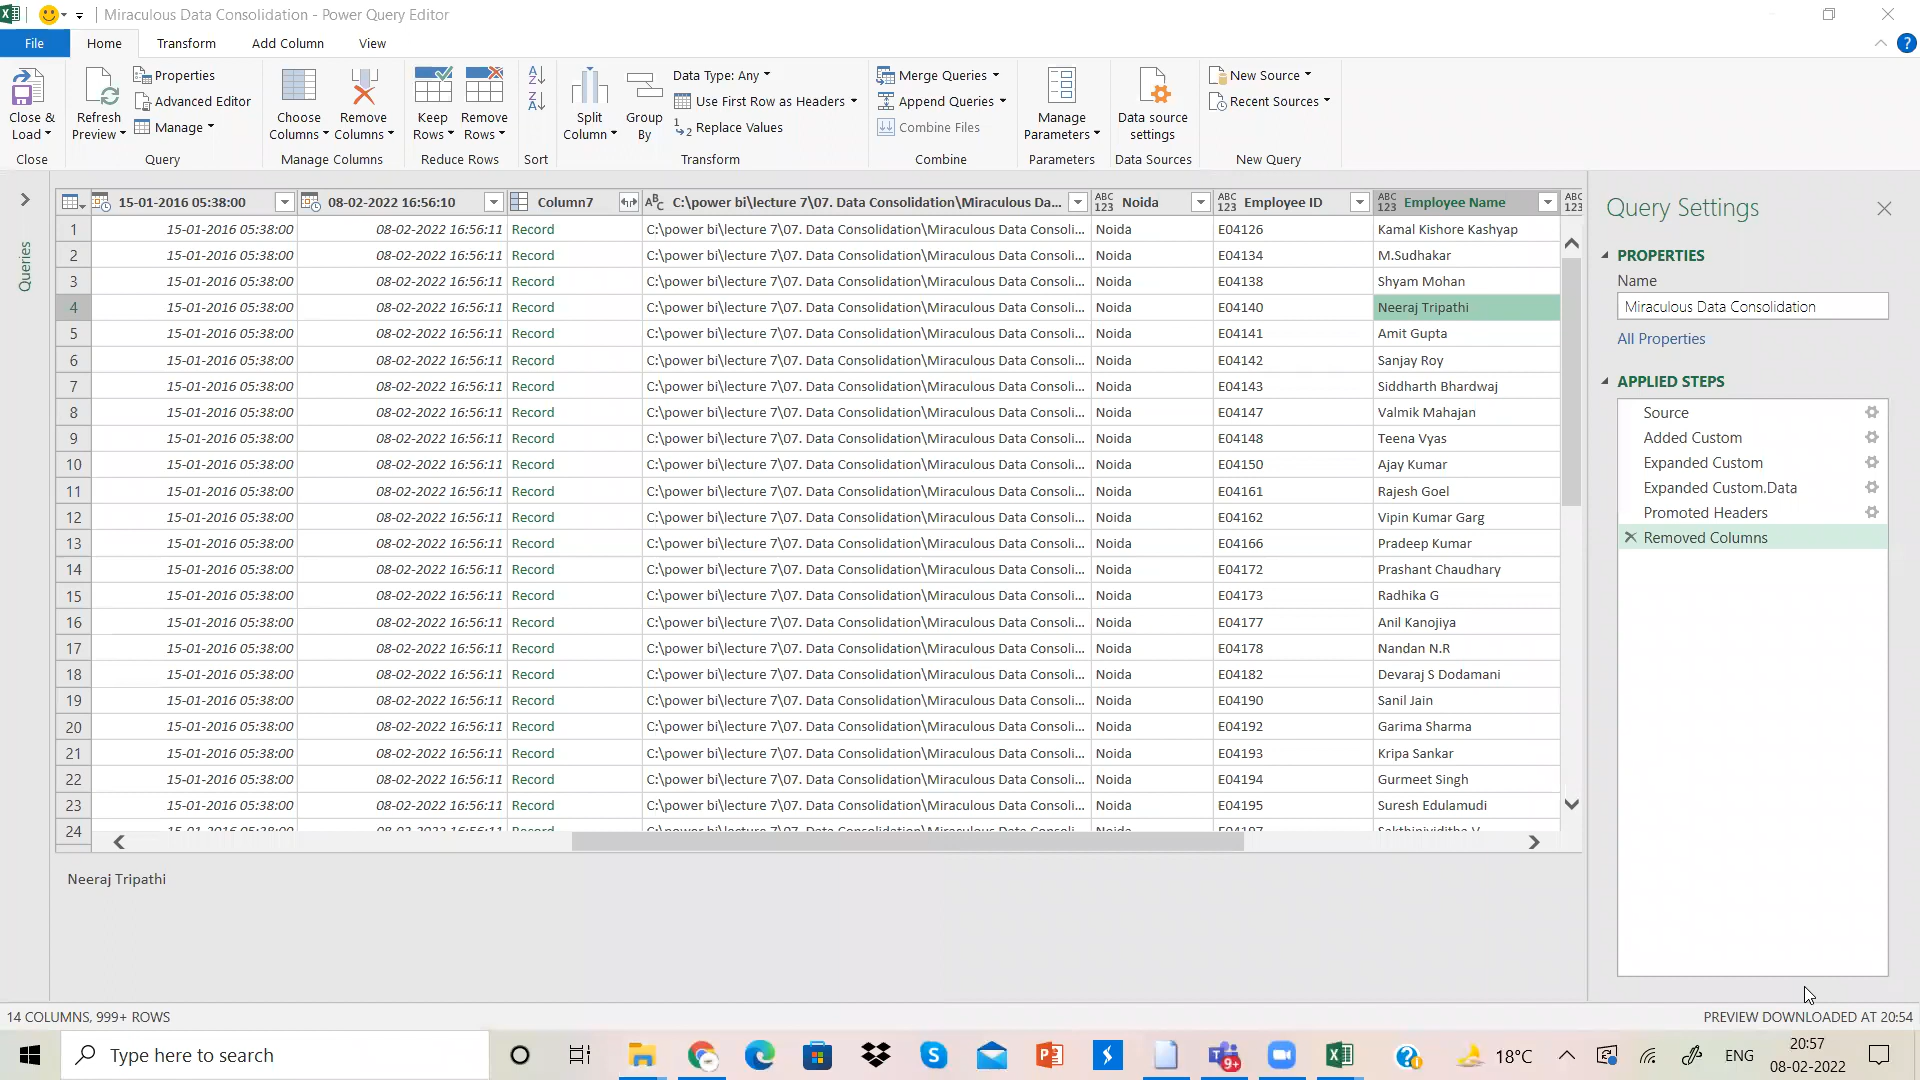 Miraculous Data Consolidation - Power Query Editor
File Home Transform Add Column View
Close & Load
Close
Refresh Preview
Properties
Advanced Editor
Manage
Query
Choose Columns
Remove Columns
Manage Columns
Keep Rows
Remove Rows
Reduce Rows
Sort
Split Column
Group By
Data Type: Any
Use First Row as Headers
Replace Values
Transform
Merge Queries
Append Queries
Combine Files
Combine
Manage Parameters
Parameters
Data source settings
Data Sources
New Source
Recent Sources
New Query
Queries
15-01-2016 05:38:00 08-02-2022 16:56:10 Column7 C:\power bi\lecture 7\07. Data Consolidation\Miraculous Da... Noida Employee ID Employee Name
1 15-01-2016 05:38:00 08-02-2022 16:56:11 Record C:\power bi\lecture 7\07. Data Consolidation\Miraculous Data Consoli... Noida E04126 Kamal Kishore Kashyap
2 15-01-2016 05:38:00 08-02-2022 16:56:11 Record C:\power bi\lecture 7\07. Data Consolidation\Miraculous Data Consoli... Noida E04134 M.Sudhakar
3 15-01-2016 05:38:00 08-02-2022 16:56:11 Record C:\power bi\lecture 7\07. Data Consolidation\Miraculous Data Consoli... Noida E04138 Shyam Mohan
4 15-01-2016 05:38:00 08-02-2022 16:56:11 Record C:\power bi\lecture 7\07. Data Consolidation\Miraculous Data Consoli... Noida E04140 Neeraj Tripathi
5 15-01-2016 05:38:00 08-02-2022 16:56:11 Record C:\power bi\lecture 7\07. Data Consolidation\Miraculous Data Consoli... Noida E04141 Amit Gupta
6 15-01-2016 05:38:00 08-02-2022 16:56:11 Record C:\power bi\lecture 7\07. Data Consolidation\Miraculous Data Consoli... Noida E04142 Sanjay Roy
7 15-01-2016 05:38:00 08-02-2022 16:56:11 Record C:\power bi\lecture 7\07. Data Consolidation\Miraculous Data Consoli... Noida E04143 Siddharth Bhardwaj
8 15-01-2016 05:38:00 08-02-2022 16:56:11 Record C:\power bi\lecture 7\07. Data Consolidation\Miraculous Data Consoli... Noida E04147 Valmik Mahajan
9 15-01-2016 05:38:00 08-02-2022 16:56:11 Record C:\power bi\lecture 7\07. Data Consolidation\Miraculous Data Consoli... Noida E04148 Teena Vyas
10 15-01-2016 05:38:00 08-02-2022 16:56:11 Record C:\power bi\lecture 7\07. Data Consolidation\Miraculous Data Consoli... Noida E04150 Ajay Kumar
11 15-01-2016 05:38:00 08-02-2022 16:56:11 Record C:\power bi\lecture 7\07. Data Consolidation\Miraculous Data Consoli... Noida E04161 Rajesh Goel
12 15-01-2016 05:38:00 08-02-2022 16:56:11 Record C:\power bi\lecture 7\07. Data Consolidation\Miraculous Data Consoli... Noida E04162 Vipin Kumar Garg
13 15-01-2016 05:38:00 08-02-2022 16:56:11 Record C:\power bi\lecture 7\07. Data Consolidation\Miraculous Data Consoli... Noida E04166 Pradeep Kumar
14 15-01-2016 05:38:00 08-02-2022 16:56:11 Record C:\power bi\lecture 7\07. Data Consolidation\Miraculous Data Consoli... Noida E04172 Prashant Chaudhary
15 15-01-2016 05:38:00 08-02-2022 16:56:11 Record C:\power bi\lecture 7\07. Data Consolidation\Miraculous Data Consoli... Noida E04173 Radhika G
16 15-01-2016 05:38:00 08-02-2022 16:56:11 Record C:\power bi\lecture 7\07. Data Consolidation\Miraculous Data Consoli... Noida E04177 Anil Kanojiya
17 15-01-2016 05:38:00 08-02-2022 16:56:11 Record C:\power bi\lecture 7\07. Data Consolidation\Miraculous Data Consoli... Noida E04178 Nandan N.R
18 15-01-2016 05:38:00 08-02-2022 16:56:11 Record C:\power bi\lecture 7\07. Data Consolidation\Miraculous Data Consoli... Noida E04182 Devaraj S Dodamani
19 15-01-2016 05:38:00 08-02-2022 16:56:11 Record C:\power bi\lecture 7\07. Data Consolidation\Miraculous Data Consoli... Noida E04190 Sanil Jain
20 15-01-2016 05:38:00 08-02-2022 16:56:11 Record C:\power bi\lecture 7\07. Data Consolidation\Miraculous Data Consoli... Noida E04192 Garima Sharma
21 15-01-2016 05:38:00 08-02-2022 16:56:11 Record C:\power bi\lecture 7\07. Data Consolidation\Miraculous Data Consoli... Noida E04193 Kripa Sankar
22 15-01-2016 05:38:00 08-02-2022 16:56:11 Record C:\power bi\lecture 7\07. Data Consolidation\Miraculous Data Consoli... Noida E04194 Gurmeet Singh
23 15-01-2016 05:38:00 08-02-2022 16:56:11 Record C:\power bi\lecture 7\07. Data Consolidation\Miraculous Data Consoli... Noida E04195 Suresh Edulamudi
24
Neeraj Tripathi
Query Settings
PROPERTIES
Name
Miraculous Data Consolidation
All Properties
APPLIED STEPS
Source
Added Custom
Expanded Custom
Expanded Custom.Data
Promoted Headers
Removed Columns
14 COLUMNS, 999+ ROWS PREVIEW DOWNLOADED AT 20:54
Type here to search
9+
18°C
ENG
20:57
08-02-2022